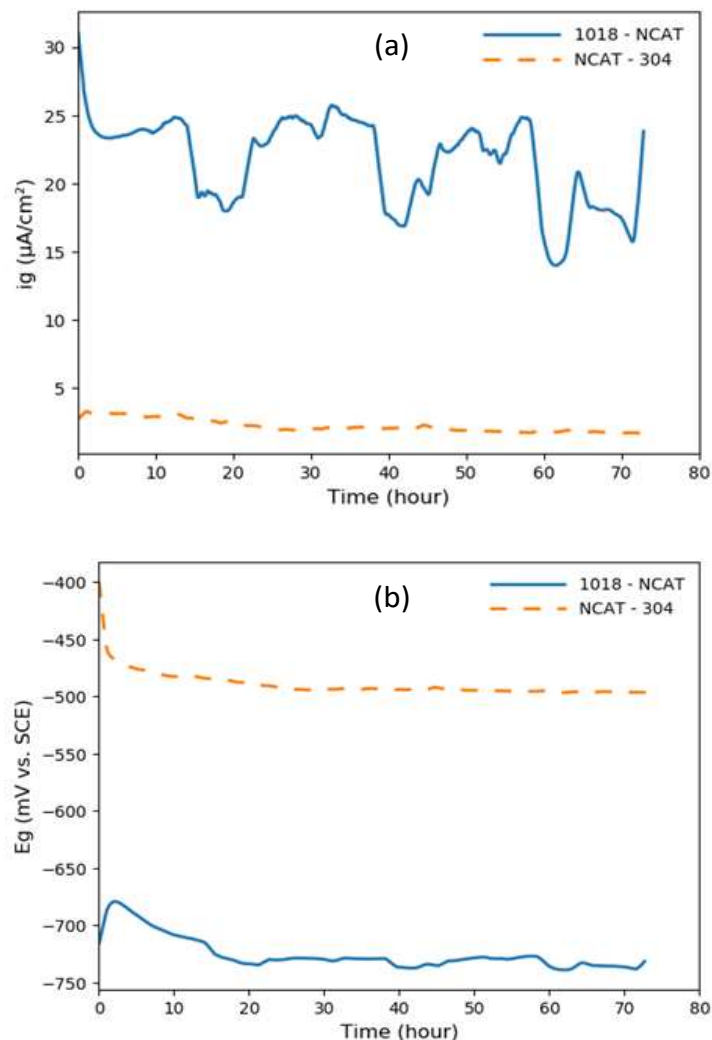 (a)
1018 - NCAT
NCAT - 304
30
25
20
15
10
5
ig (µA/cm²)
0 10 20 30 40 50 60 70 80
Time (hour)
(b)
1018 - NCAT
NCAT - 304
−400
−450
−500
−550
−600
−650
−700
−750
Eg (mV vs. SCE)
0 10 20 30 40 50 60 70 80
Time (hour)